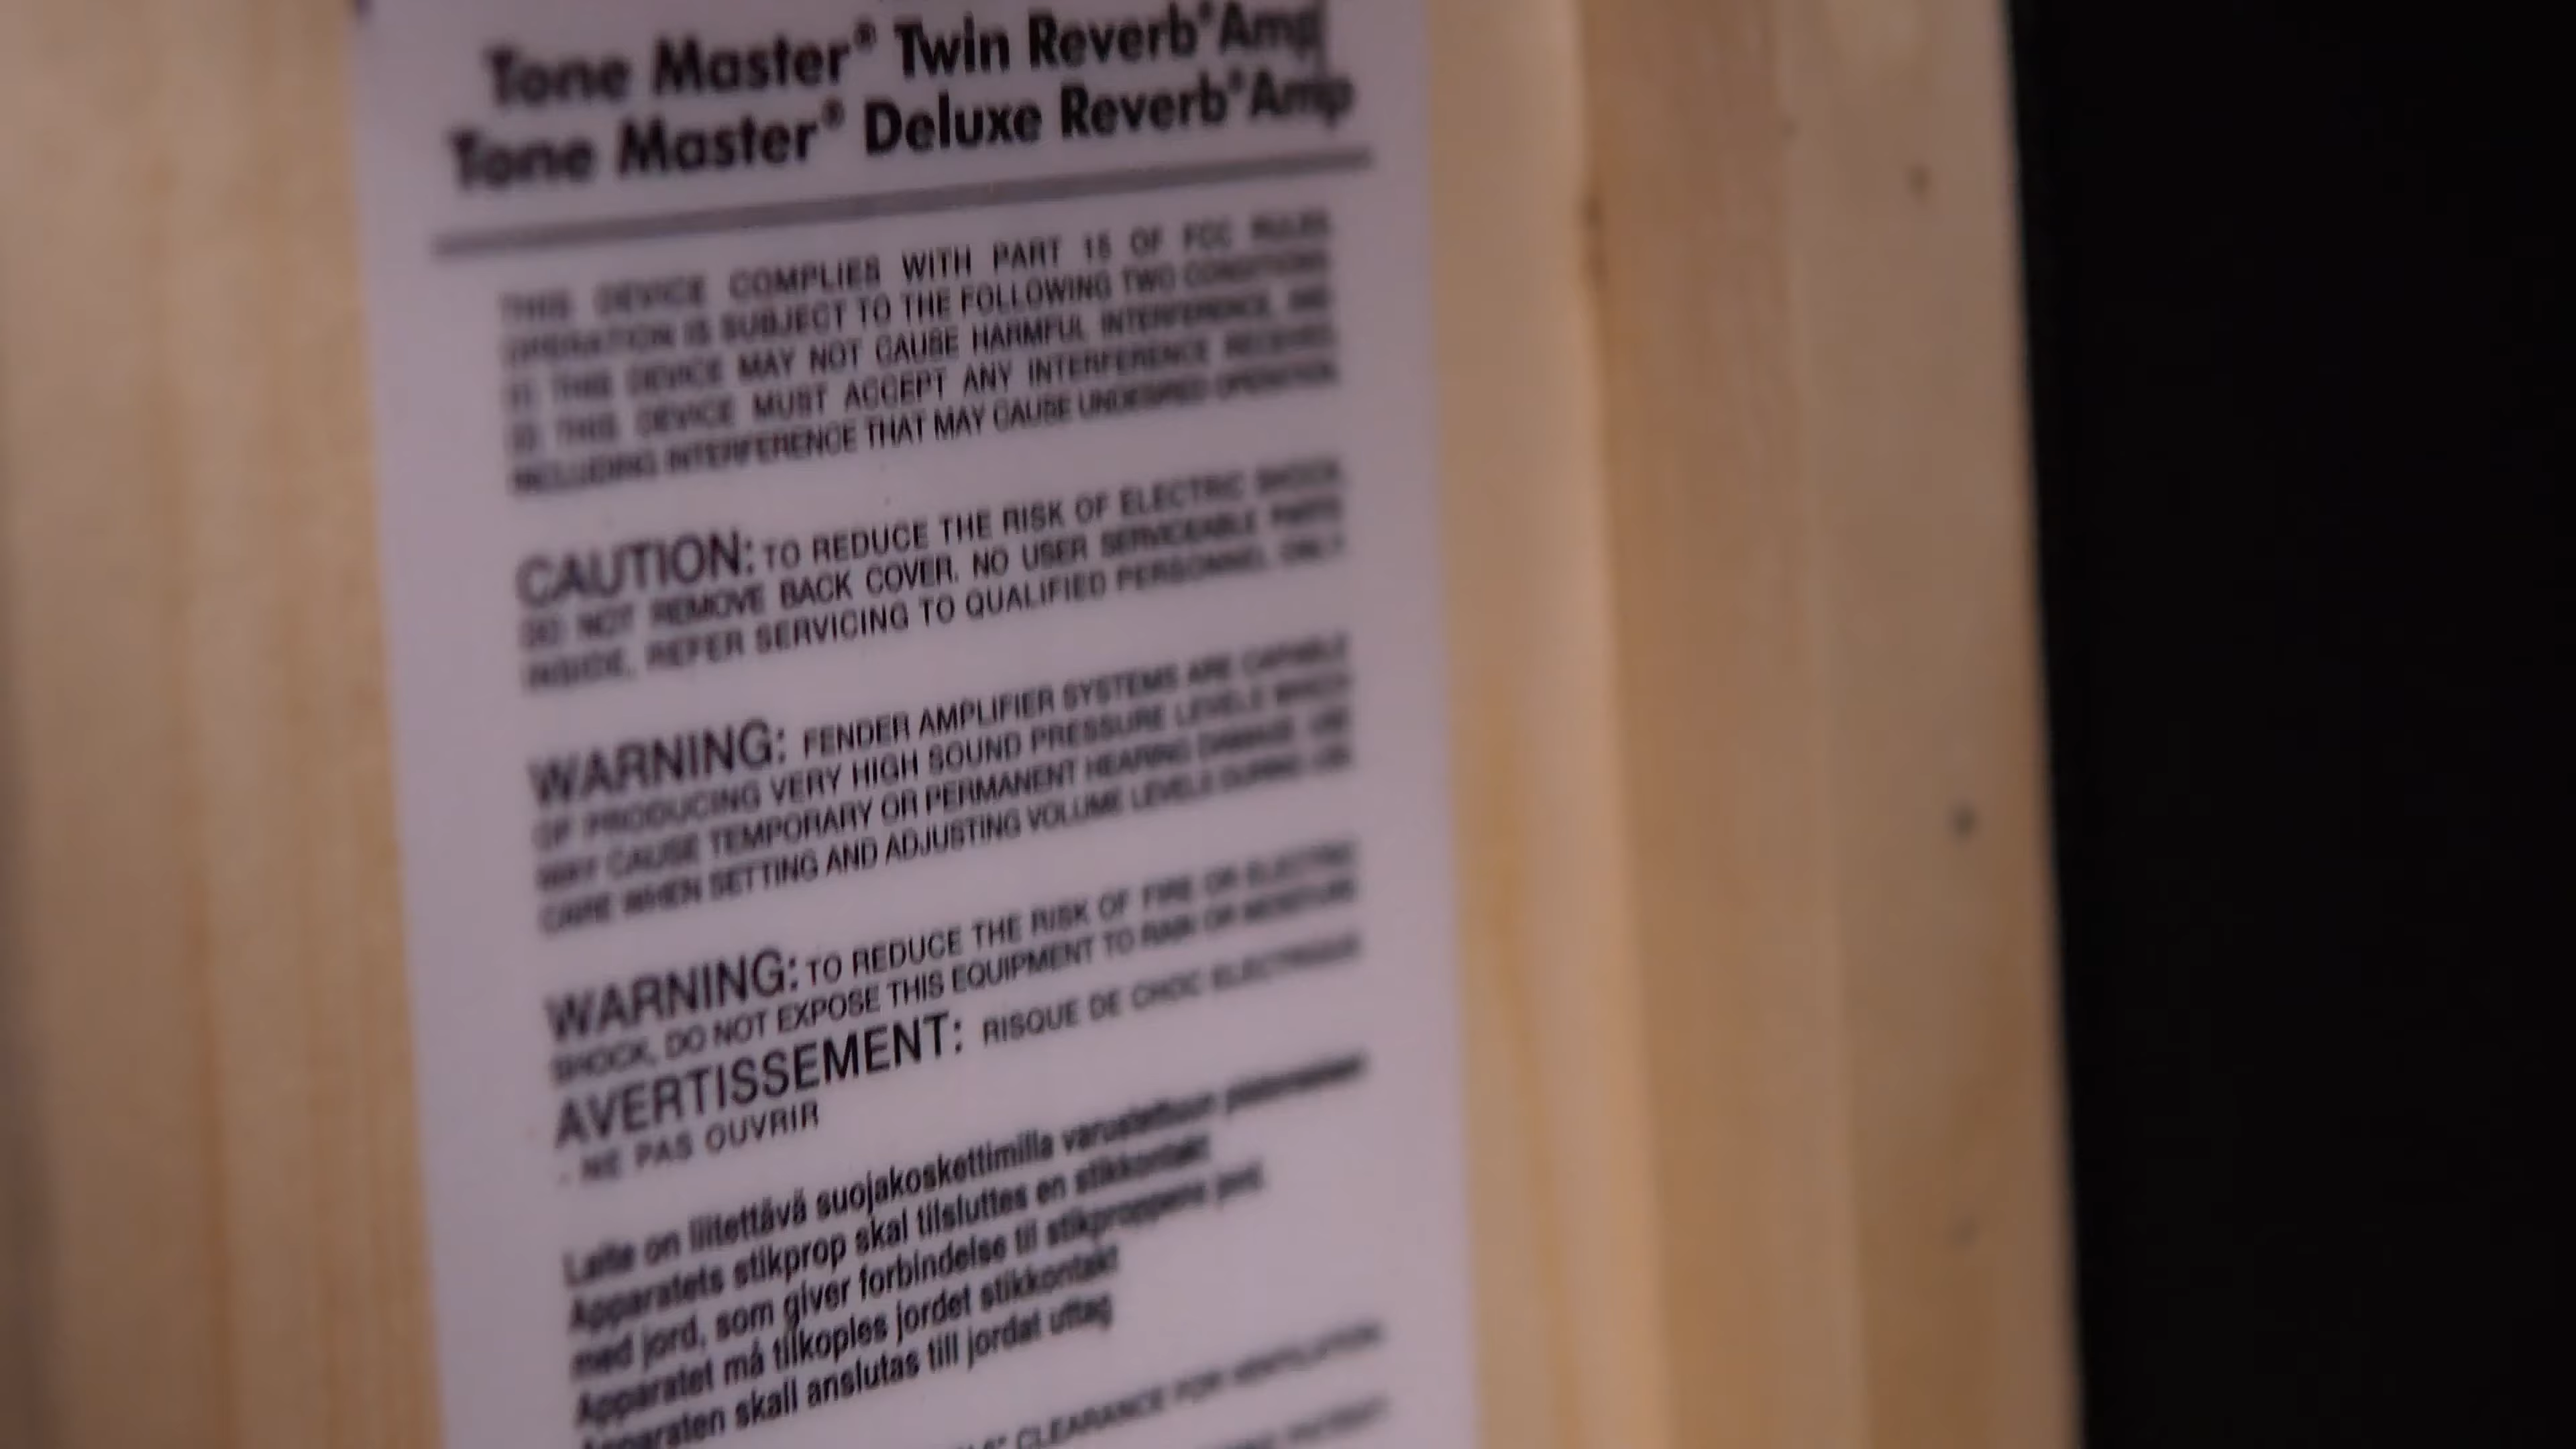 Tone Master® Twin Reverb® Amp
Tone Master® Deluxe Reverb® Amp
THIS DEVICE COMPLIES WITH PART 15 OF FCC RULES
OPERATION IS SUBJECT TO THE FOLLOWING TWO CONDITIONS
(1) THIS DEVICE MAY NOT CAUSE HARMFUL INTERFERENCE, AND
(2) THIS DEVICE MUST ACCEPT ANY INTERFERENCE RECEIVED,
INCLUDING INTERFERENCE THAT MAY CAUSE UNDESIRED OPERATION.
CAUTION: TO REDUCE THE RISK OF ELECTRIC SHOCK
DO NOT REMOVE BACK COVER. NO USER SERVICEABLE PARTS
INSIDE, REFER SERVICING TO QUALIFIED PERSONNEL ONLY
WARNING: FENDER AMPLIFIER SYSTEMS ARE CAPABLE
OF PRODUCING VERY HIGH SOUND PRESSURE LEVELS WHICH
MAY CAUSE TEMPORARY OR PERMANENT HEARING DAMAGE. USE
CARE WHEN SETTING AND ADJUSTING VOLUME LEVELS DURING USE.
WARNING: TO REDUCE THE RISK OF FIRE OR ELECTRIC
SHOCK, DO NOT EXPOSE THIS EQUIPMENT TO RAIN OR MOISTURE
AVERTISSEMENT: RISQUE DE CHOC ELECTRIQUE
- NE PAS OUVRIR
Laite on liitettävä suojakoskettimilla varustettuun pistorasiaan
Apparatets stikprop skal tilsluttes en stikkontakt
med jord, som giver forbindelse til stikproppens jord.
Apparatet må tilkoples jordet stikkontakt
Apparaten skall anslutas till jordat uttag
CLEARANCE FOR VENTILATION